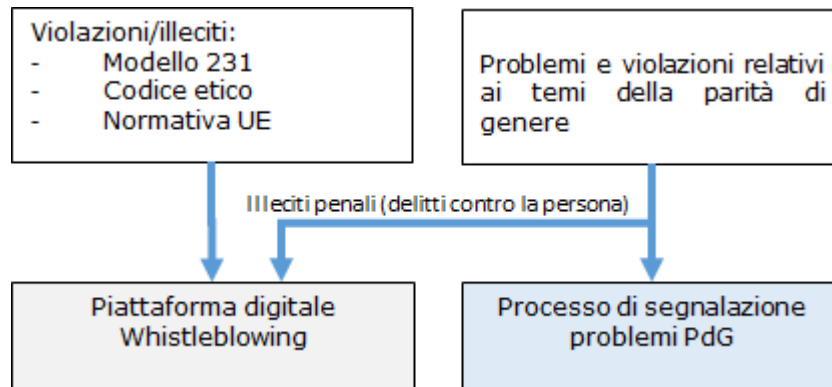 Violazioni/illeciti:
- Modello 231
- Codice etico
- Normativa UE
Problemi e violazioni relativi
ai temi della parità di
genere
Illeciti penali (delitti contro la persona)
Piattaforma digitale
Whistleblowing
Processo di segnalazione
problemi PdG